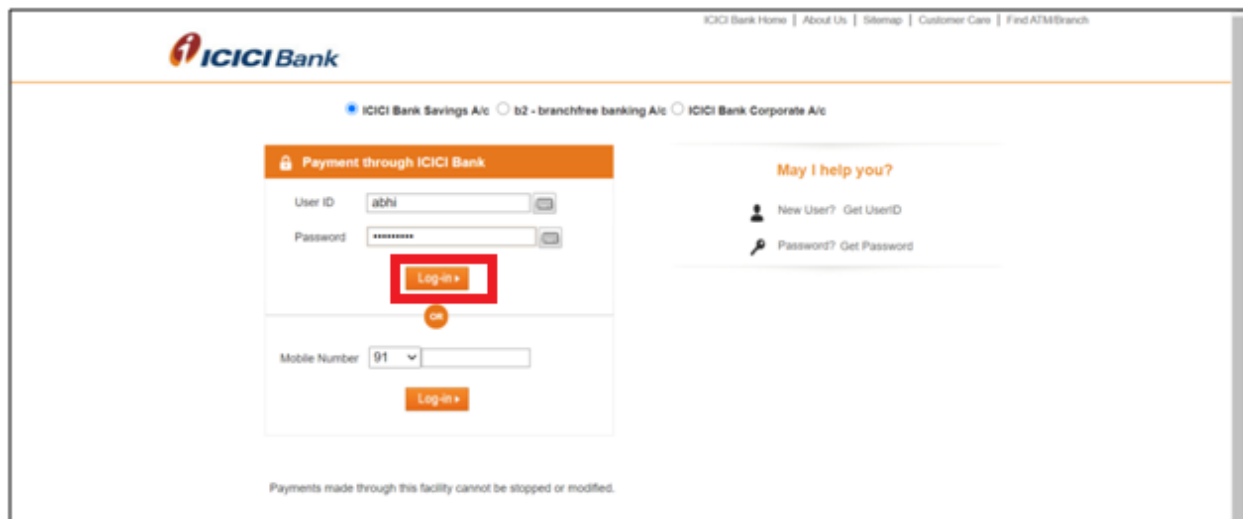 ICICI Bank Home | About Us | Sitemap | Customer Care | Find ATM/Branch
ICICI Bank
ICICI Bank Savings A/c b2 - branchfree banking A/c ICICI Bank Corporate A/c
Payment through ICICI Bank
User ID abhi
Password •••••••••
Log-in
OR
Mobile Number 91
Log-in
May I help you?
New User? Get UserID
Password? Get Password
Payments made through this facility cannot be stopped or modified.